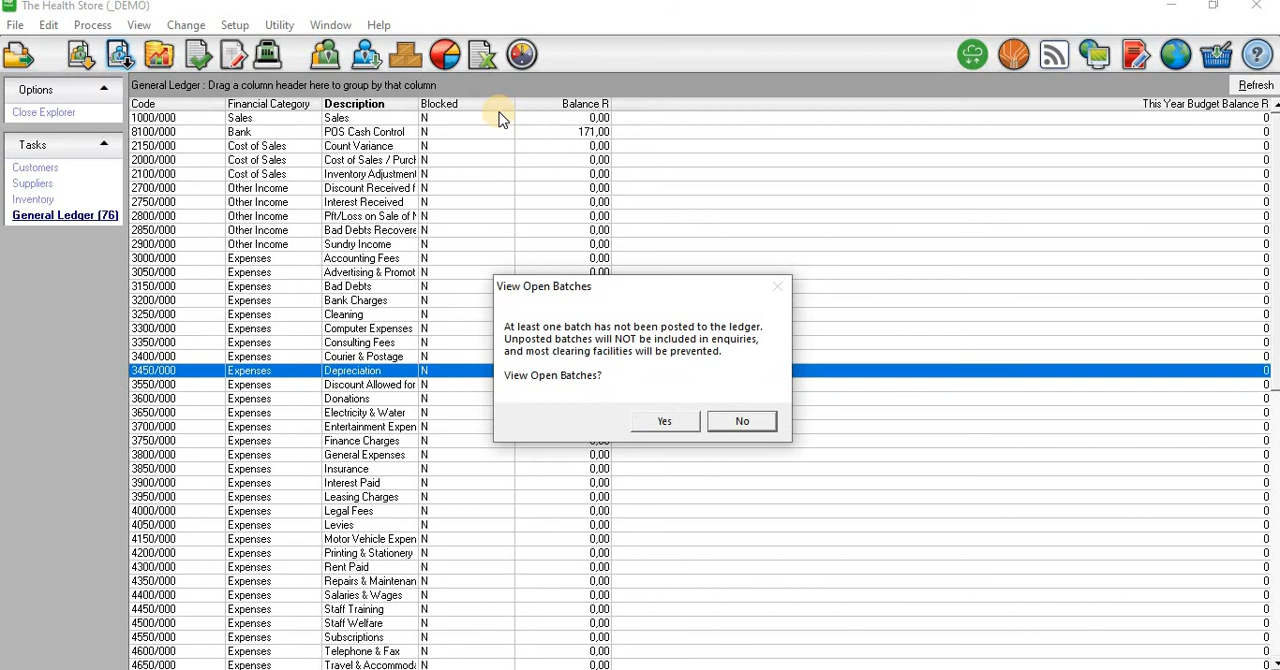 The Health Store (_DEMO)
File Edit Process View Change Setup Utility Window Help
Options
Close Explorer
Tasks
Customers
Suppliers
Inventory
General Ledger (76)
General Ledger : Drag a column header here to group by that column
Refresh
Code Financial Category Description Blocked Balance R This Year Budget Balance R
1000/000 Sales Sales N 0,00 0
8100/000 Bank POS Cash Control N 171,00 0
2150/000 Cost of Sales Count Variance N 0,00 0
2000/000 Cost of Sales Cost of Sales / Purch N 0,00 0
2100/000 Cost of Sales Inventory Adjustment N 0,00 0
2700/000 Other Income Discount Received f N 0,00 0
2750/000 Other Income Interest Received N 0,00 0
2800/000 Other Income Pft/Loss on Sale of N N 0,00 0
2850/000 Other Income Bad Debts Recovere N 0,00 0
2900/000 Other Income Sundry Income N 0,00 0
3000/000 Expenses Accounting Fees N 0,00 0
3050/000 Expenses Advertising & Promot N 0,00 0
3150/000 Expenses Bad Debts N 0
3200/000 Expenses Bank Charges N 0
3250/000 Expenses Cleaning N 0
3300/000 Expenses Computer Expenses N 0
3350/000 Expenses Consulting Fees N 0
3400/000 Expenses Courier & Postage N 0
3450/000 Expenses Depreciation N 0
3550/000 Expenses Discount Allowed for N 0
3600/000 Expenses Donations N 0
3650/000 Expenses Electricity & Water N 0
3700/000 Expenses Entertainment Expen N 0
3750/000 Expenses Finance Charges N 0,00 0
3800/000 Expenses General Expenses N 0,00 0
3850/000 Expenses Insurance N 0,00 0
3900/000 Expenses Interest Paid N 0,00 0
3950/000 Expenses Leasing Charges N 0,00 0
4000/000 Expenses Legal Fees N 0,00 0
4050/000 Expenses Levies N 0,00 0
4150/000 Expenses Motor Vehicle Expen N 0,00 0
4200/000 Expenses Printing & Stationery N 0,00 0
4300/000 Expenses Rent Paid N 0,00 0
4350/000 Expenses Repairs & Maintenan N 0,00 0
4400/000 Expenses Salaries & Wages N 0,00 0
4450/000 Expenses Staff Training N 0,00 0
4500/000 Expenses Staff Welfare N 0,00 0
4550/000 Expenses Subscriptions N 0,00 0
4600/000 Expenses Telephone & Fax N 0,00 0
4650/000 Expenses Travel & Accommoda N 0,00 0
View Open Batches
At least one batch has not been posted to the ledger.
Unposted batches will NOT be included in enquiries,
and most clearing facilities will be prevented.
View Open Batches?
Yes No